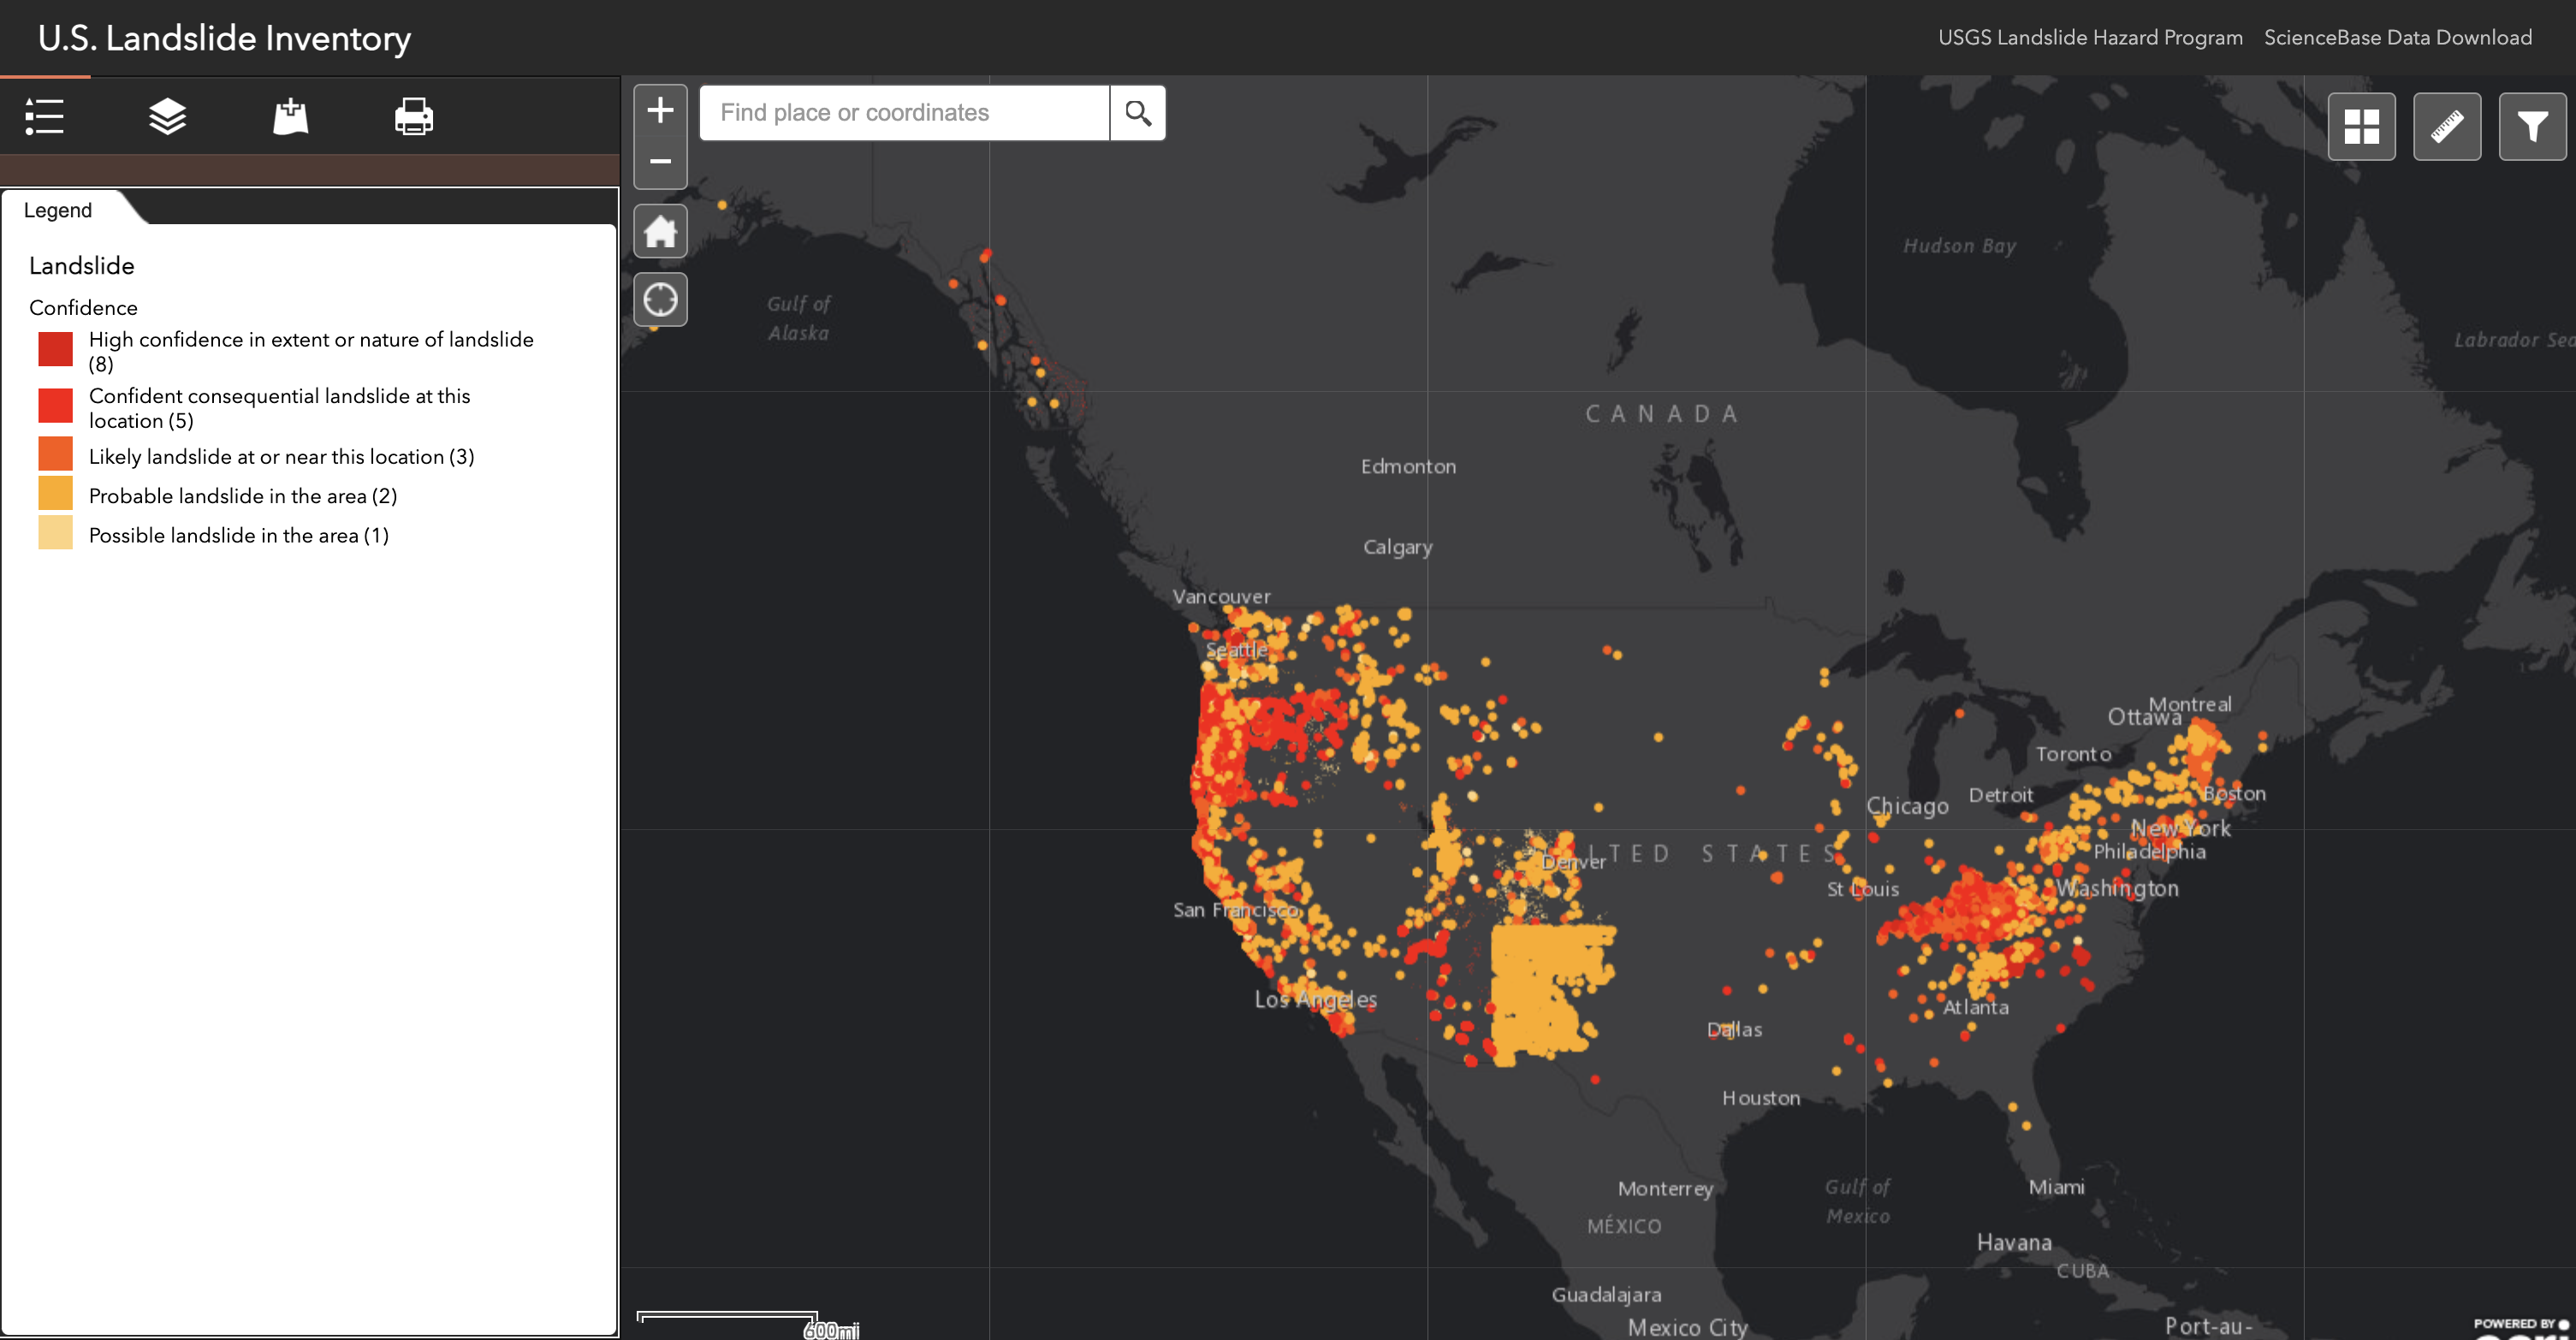 U.S. Landslide Inventory
USGS Landslide Hazard Program
ScienceBase Data Download
Find place or coordinates
Legend
Landslide
Confidence
High confidence in extent or nature of landslide
(8)
Confident consequential landslide at this
location (5)
Likely landslide at or near this location (3)
Probable landslide in the area (2)
Possible landslide in the area (1)
Hudson Bay
Gulf of
Alaska
Labrador Sea
CANADA
Edmonton
Calgary
Vancouver
Seattle
Montreal
Ottawa
Toronto
Boston
Detroit
Chicago
New York
Philadelphia
Denver
ITED STATES
St Louis
Washington
San Francisco
Los Angeles
Atlanta
Dallas
Houston
Monterrey
Gulf of
Mexico
Miami
MÉXICO
Havana
CUBA
Guadalajara
Mexico City
Port-au-
600mi
POWERED BY